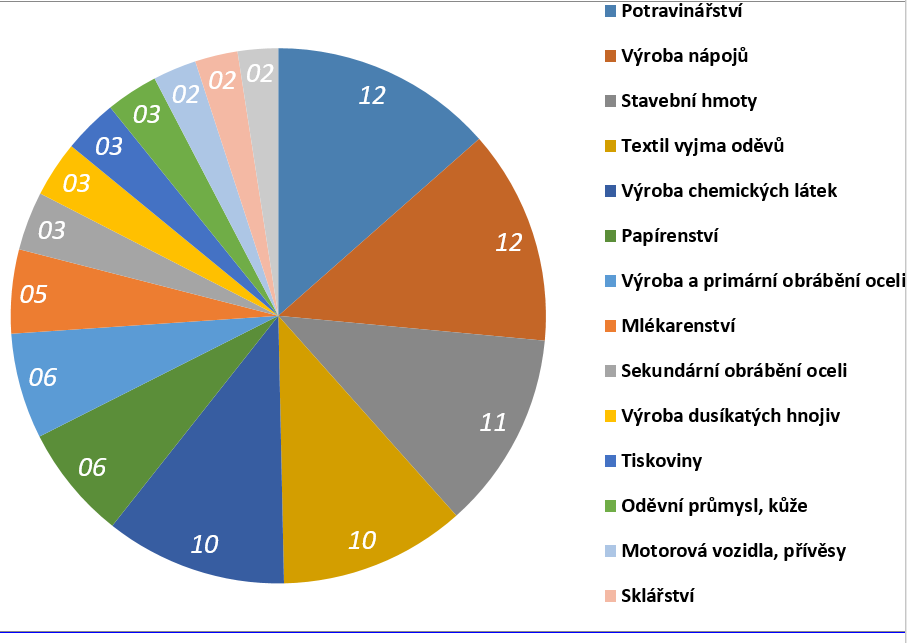 Potravinářství
Výroba nápojů
Stavební hmoty
Textil vyjma oděvů
Výroba chemických látek
Papírenství
Výroba a primární obrábění oceli
Mlékarenství
Sekundární obrábění oceli
Výroba dusíkatých hnojiv
Tiskoviny
Oděvní průmysl, kůže
Motorová vozidla, přívěsy
Sklářství
12
12
11
10
10
06
06
05
03
03
03
03
02
02
02